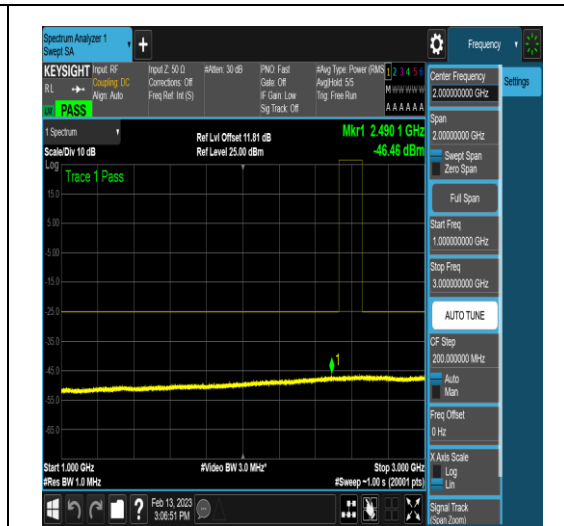 Spectrum Analyzer 1
Swept SA
+
Frequency
KEYSIGHT
RL
Input: RF
Coupling: DC
Align: Auto
Input Z: 50 Ω
Corrections: Off
Freq Ref: Int (S)
#Atten: 30 dB
PNO: Fast
Gate: Off
IF Gain: Low
Sig Track: Off
#Avg Type: Power (RMS
Avg|Hold: 5/5
Trig: Free Run
1 2 3 4 5 6
M W W W W W
A A A A A A
PASS
1 Spectrum
Scale/Div 10 dB
Ref Lvl Offset 11.81 dB
Ref Level 25.00 dBm
Mkr1 2.490 1 GHz
-46.46 dBm
Log
Trace 1 Pass
15.0
5.00
-5.00
-15.0
-25.0
-35.0
-45.0
-55.0
-65.0
1
Start 1.000 GHz
#Res BW 1.0 MHz
#Video BW 3.0 MHz*
Stop 3.000 GHz
#Sweep ~1.00 s (20001 pts)
Center Frequency
2.000000000 GHz
Settings
Span
2.00000000 GHz
Swept Span
Zero Span
Full Span
Start Freq
1.000000000 GHz
Stop Freq
3.000000000 GHz
AUTO TUNE
CF Step
200.000000 MHz
Auto
Man
Freq Offset
0 Hz
X Axis Scale
Log
Lin
Signal Track
(Span Zoom)
?
Feb 13, 2023
3:06:51 PM